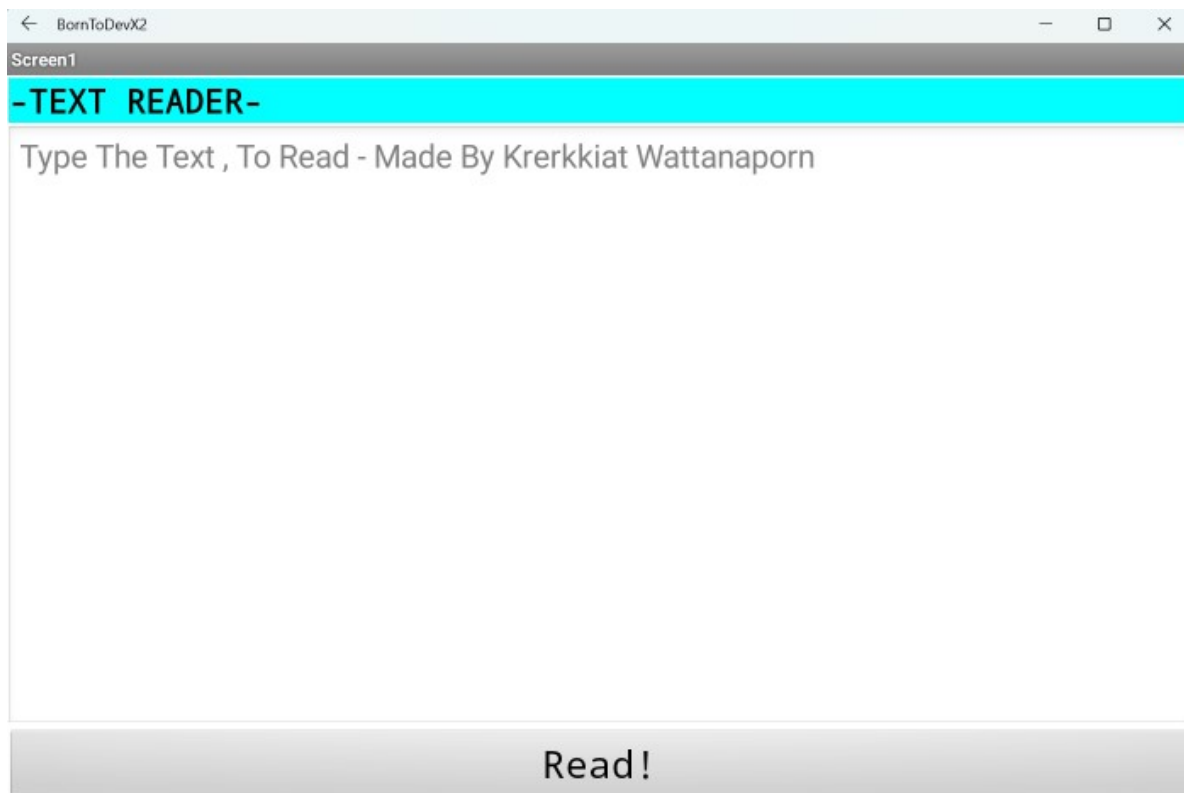 BornToDevX2
Screen1
-TEXT READER-
Type The Text , To Read - Made By Krerkkiat Wattanaporn
Read!